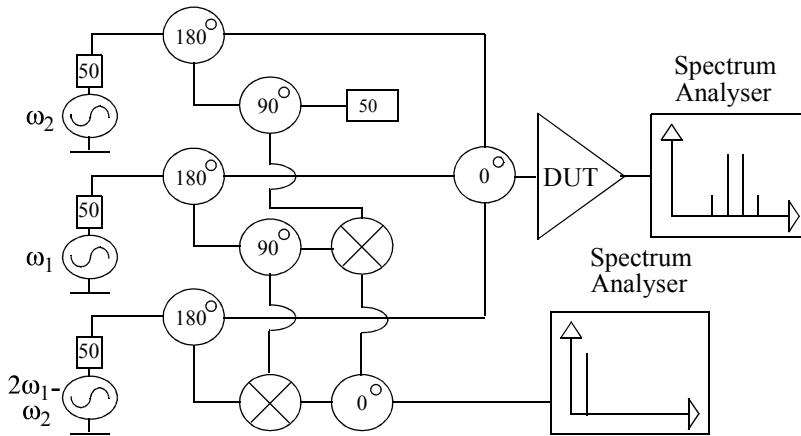 180°
50
ω2
90°
50
Spectrum
Analyser
180°
0°
DUT
50
ω1
90°
Spectrum
Analyser
180°
50
2ω1-
ω2
0°